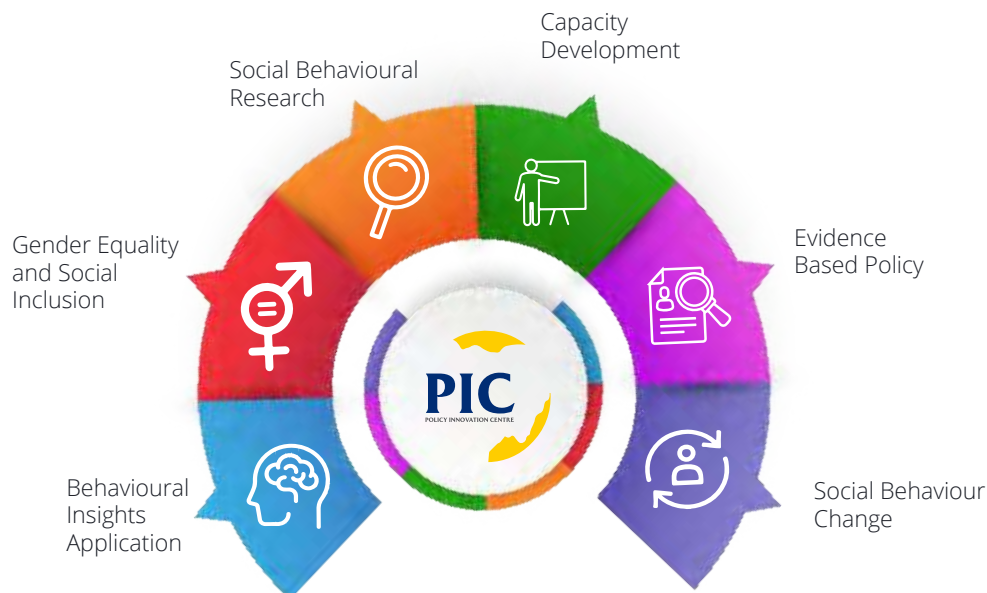 Capacity
Development
Social Behavioural
Research
Gender Equality
and Social
Inclusion
Evidence
Based Policy
PIC
POLICY INNOVATION CENTRE
Behavioural
Insights
Application
Social Behaviour
Change